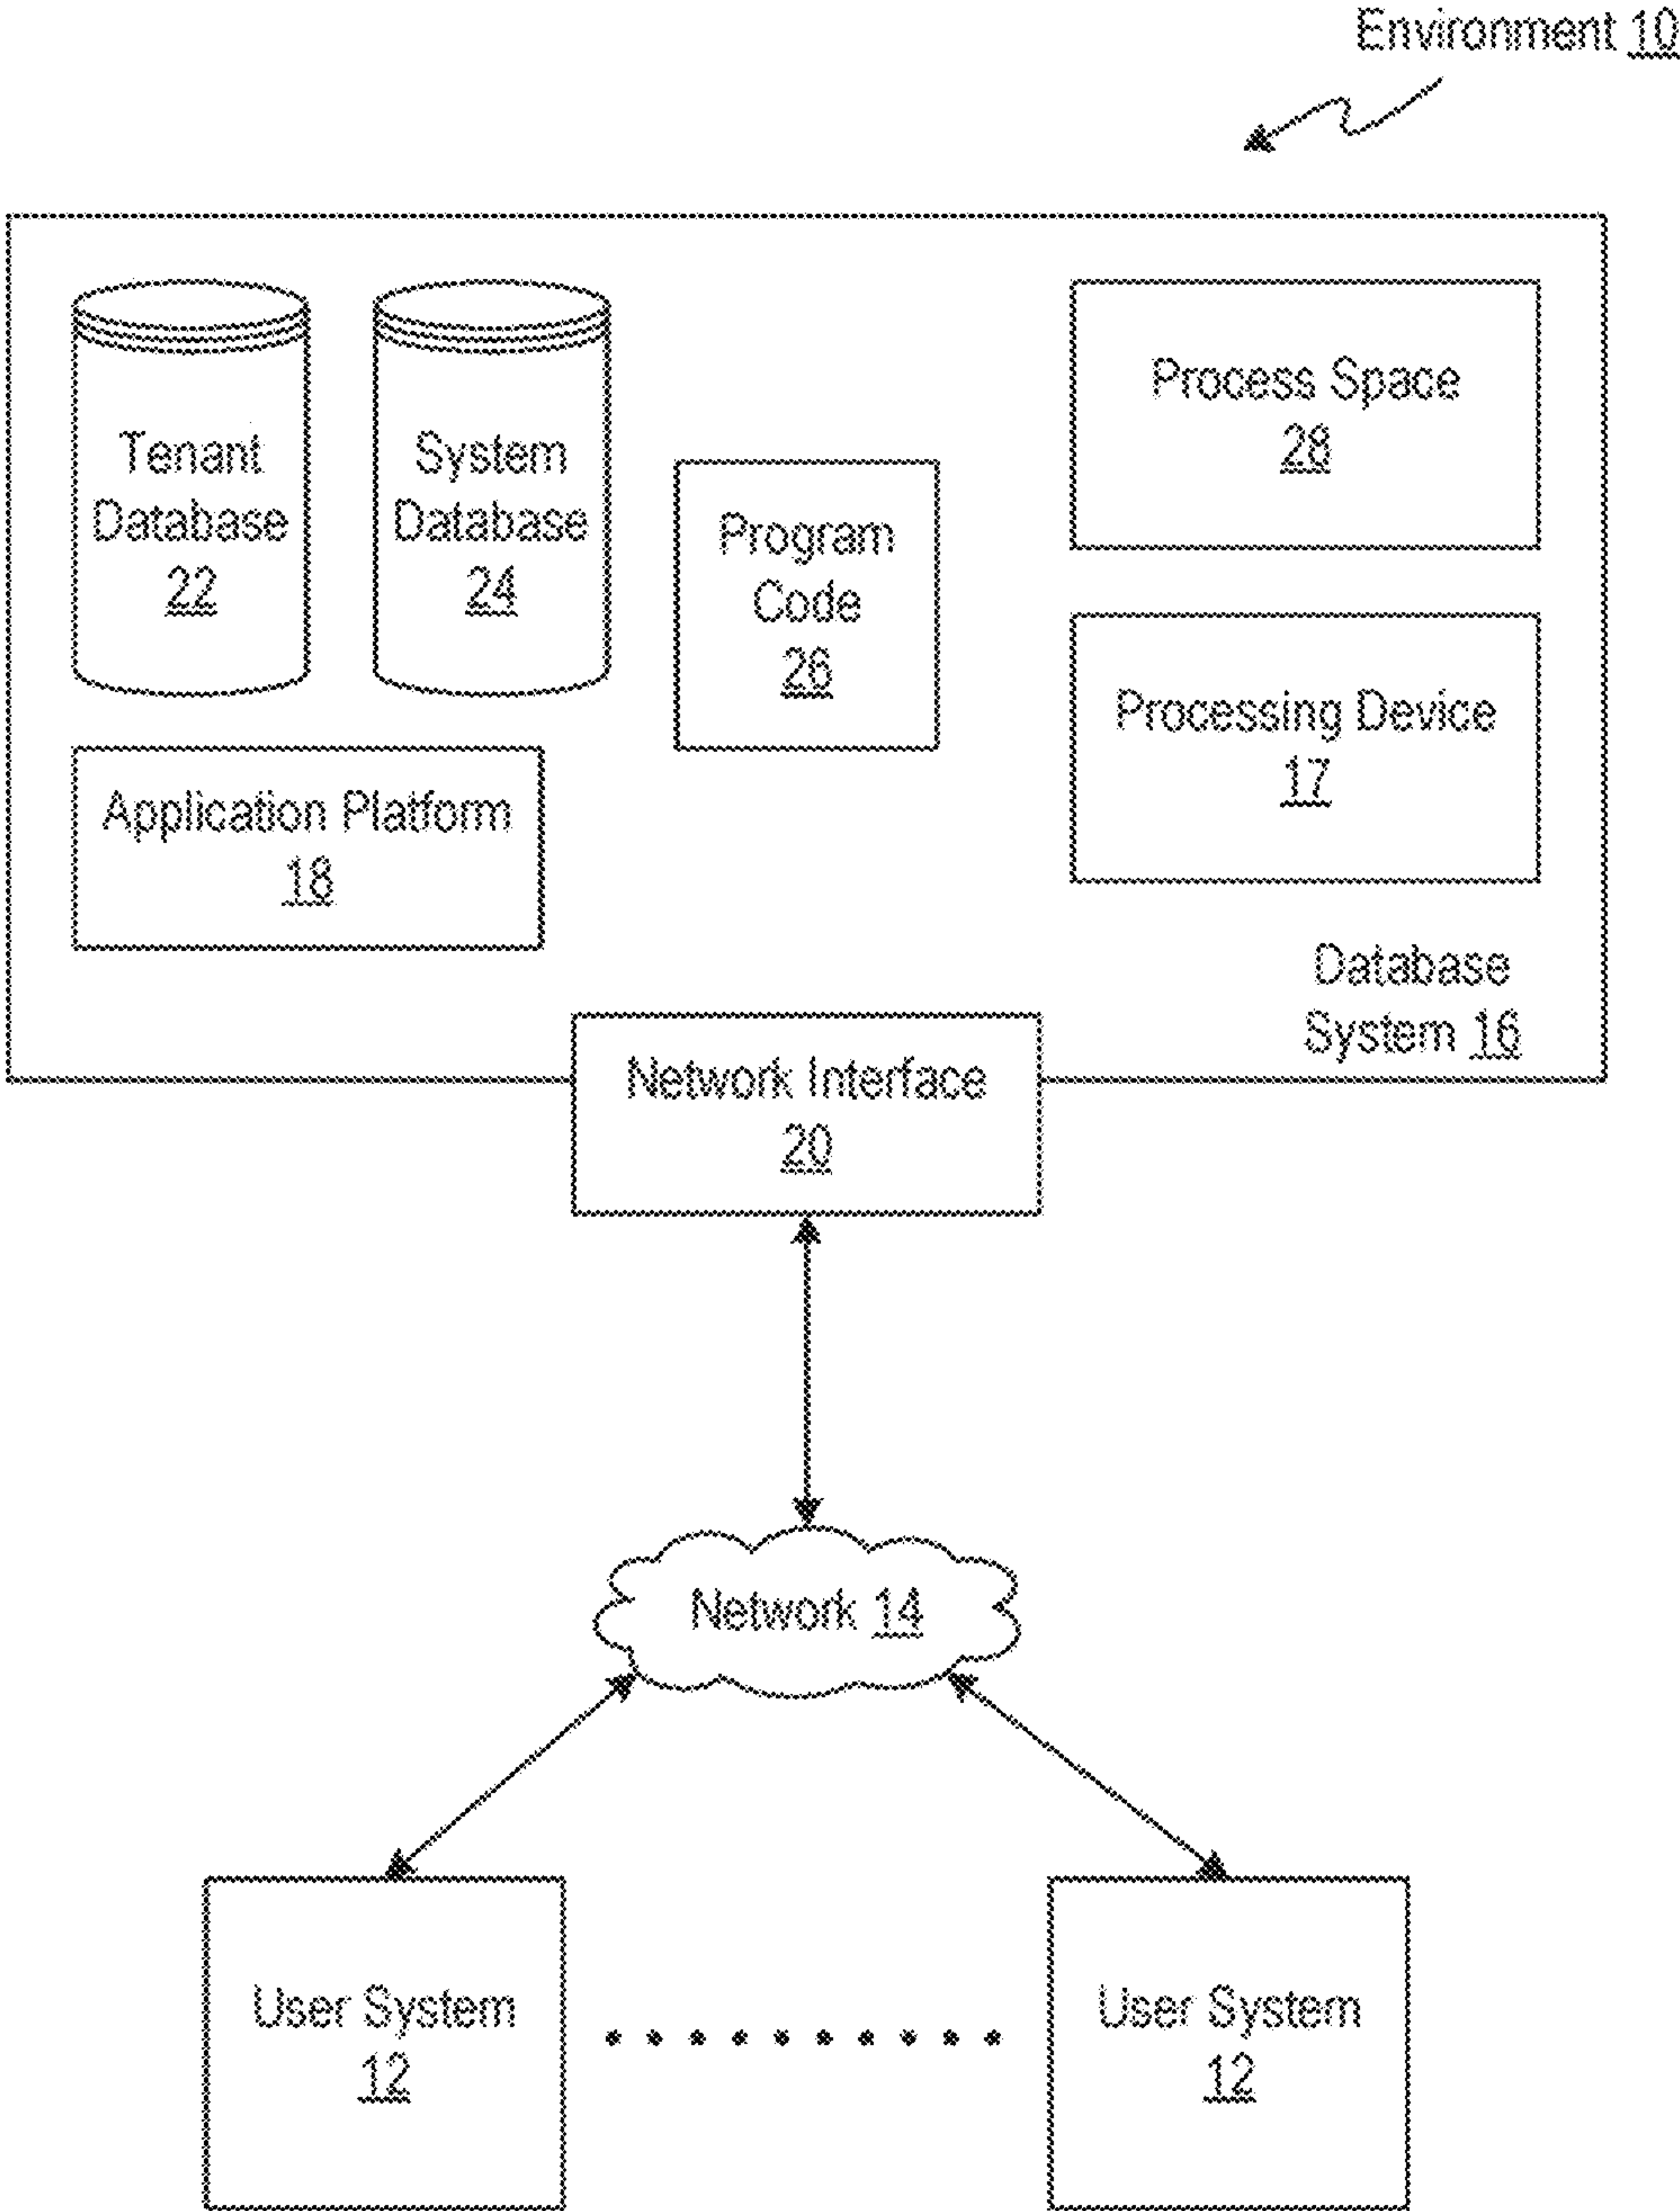 Environment 10
Tenant
Database
22
System
Database
24
Program
Code
26
Process Space
28
Processing Device
17
Application Platform
18
Database
System 16
Network Interface
20
Network 14
User System
12
User System
12